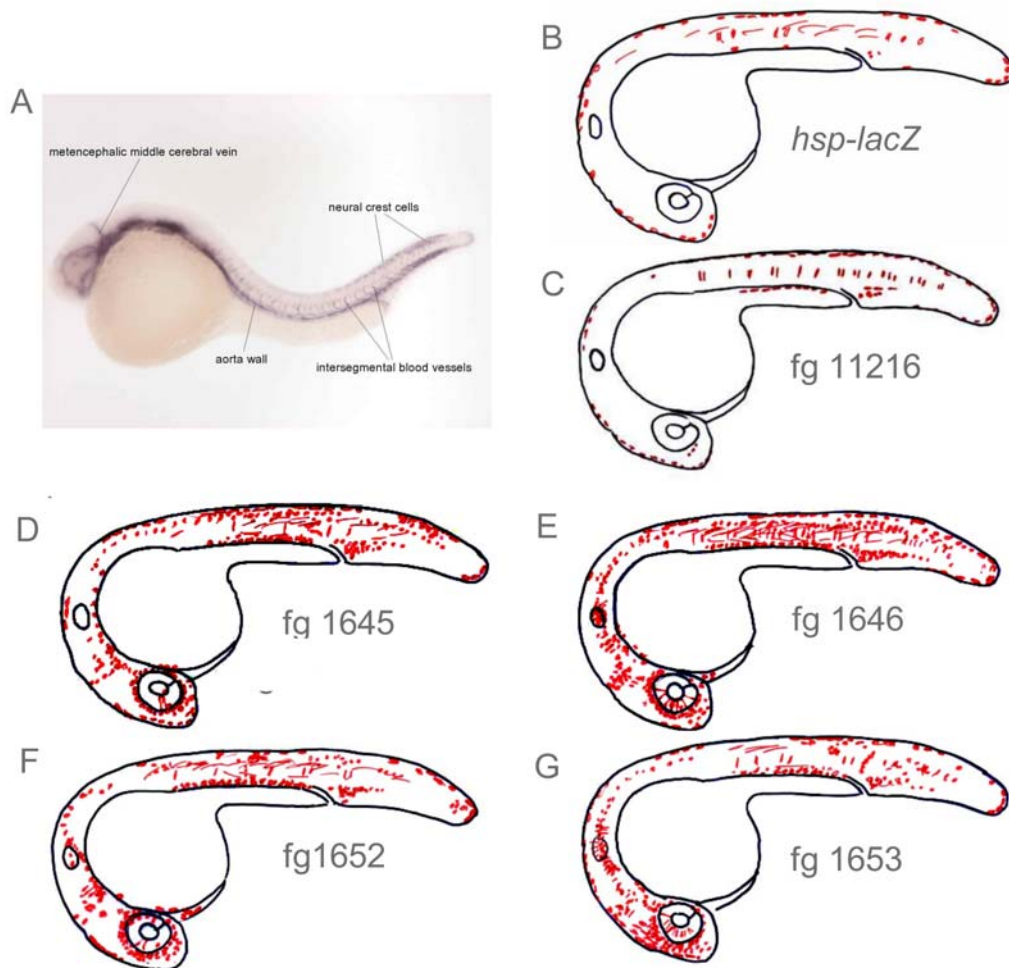 A
metencephalic middle cerebral vein
neural crest cells
aorta wall
intersegmental blood vessels
B
hsp-lacZ
C
fg 11216
D
fg 1645
E
fg 1646
F
fg1652
G
fg 1653